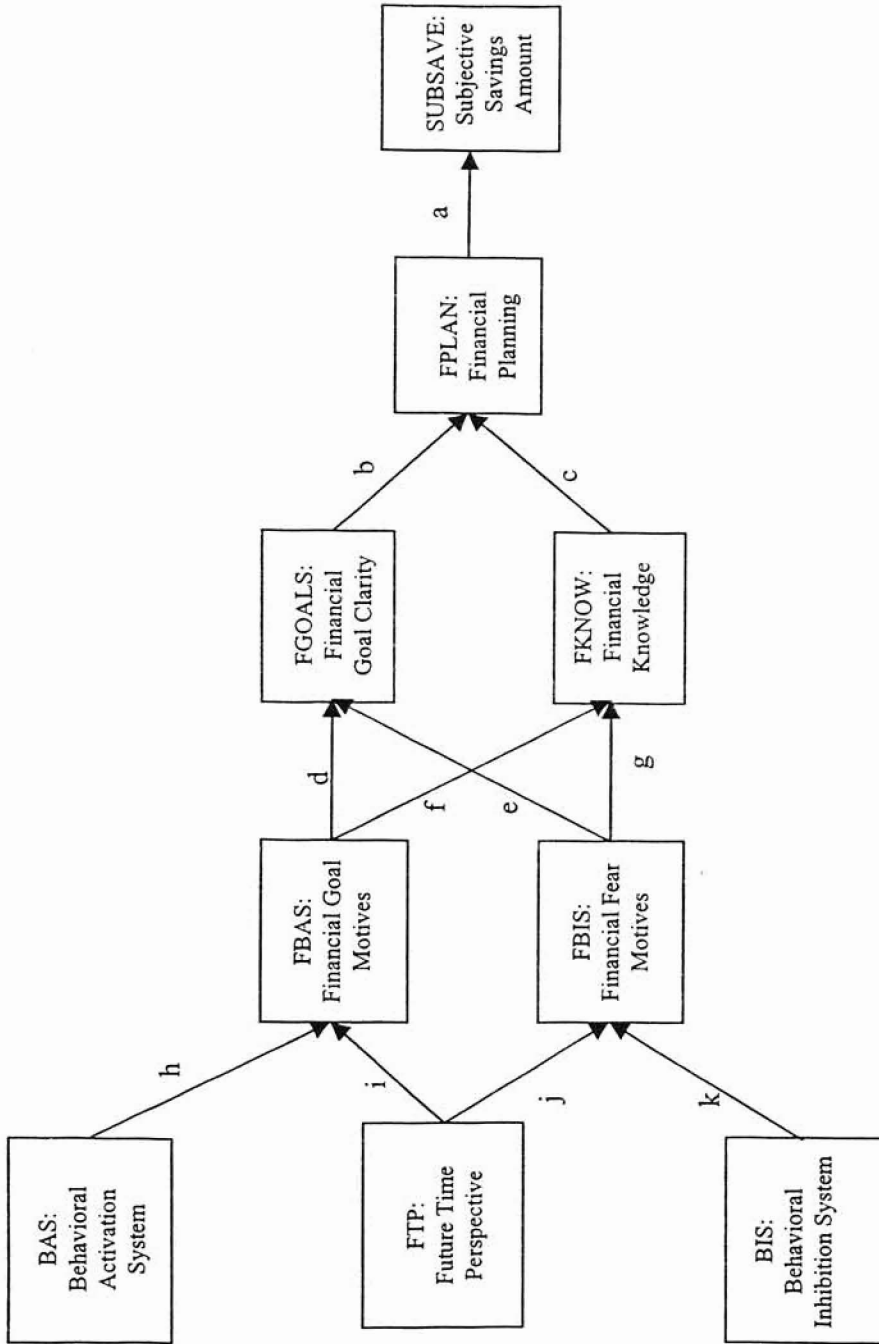 BAS:
Behavioral
Activation
System
FTP:
Future Time
Perspective
BIS:
Behavioral
Inhibition System
h
i
j
k
FBAS:
Financial Goal
Motives
FBIS:
Financial Fear
Motives
d
f
e
g
FGOALS:
Financial
Goal Clarity
FKNOW:
Financial
Knowledge
b
c
FPLAN:
Financial
Planning
a
SUBSAVE:
Subjective
Savings
Amount